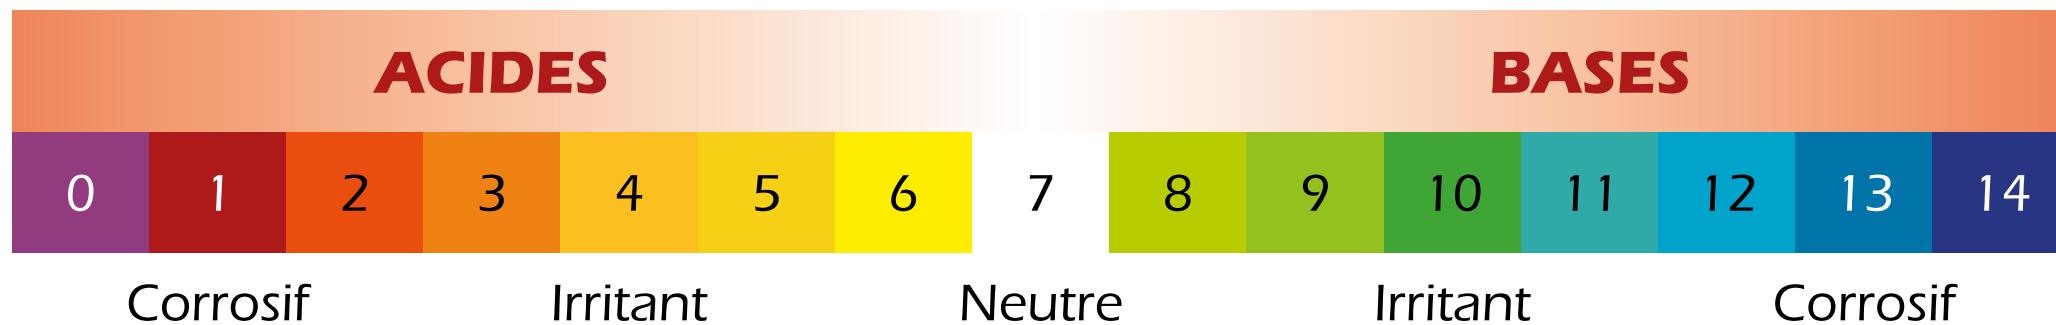 ACIDES BASES
0 1 2 3 4 5 6 7 8 9 10 11 12 13 14
Corrosif Irritant Neutre Irritant Corrosif